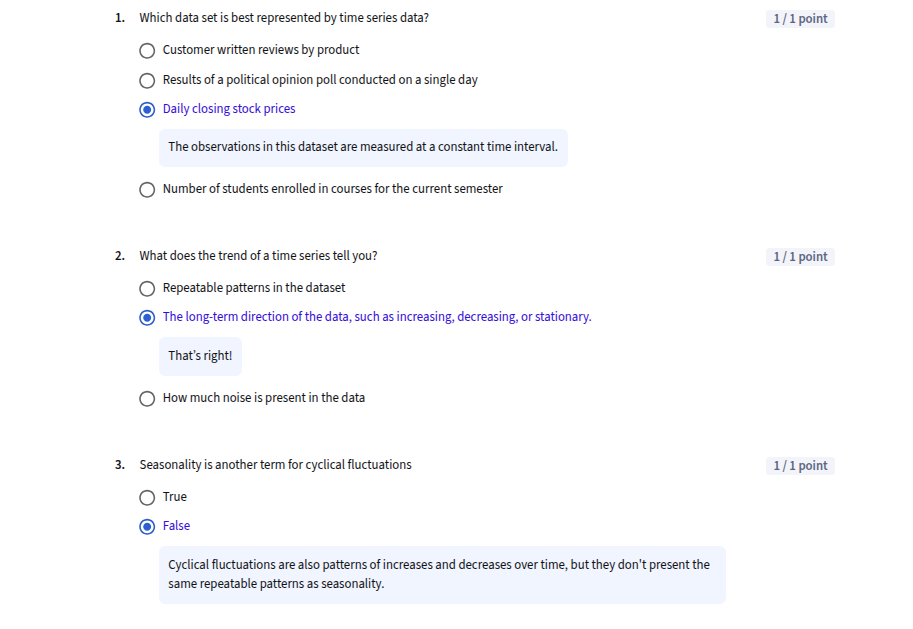 1. Which data set is best represented by time series data? 1 / 1 point
Customer written reviews by product
Results of a political opinion poll conducted on a single day
Daily closing stock prices
The observations in this dataset are measured at a constant time interval.
Number of students enrolled in courses for the current semester
2. What does the trend of a time series tell you? 1 / 1 point
Repeatable patterns in the dataset
The long-term direction of the data, such as increasing, decreasing, or stationary.
That's right!
How much noise is present in the data
3. Seasonality is another term for cyclical fluctuations 1 / 1 point
True
False
Cyclical fluctuations are also patterns of increases and decreases over time, but they don't present the
same repeatable patterns as seasonality.